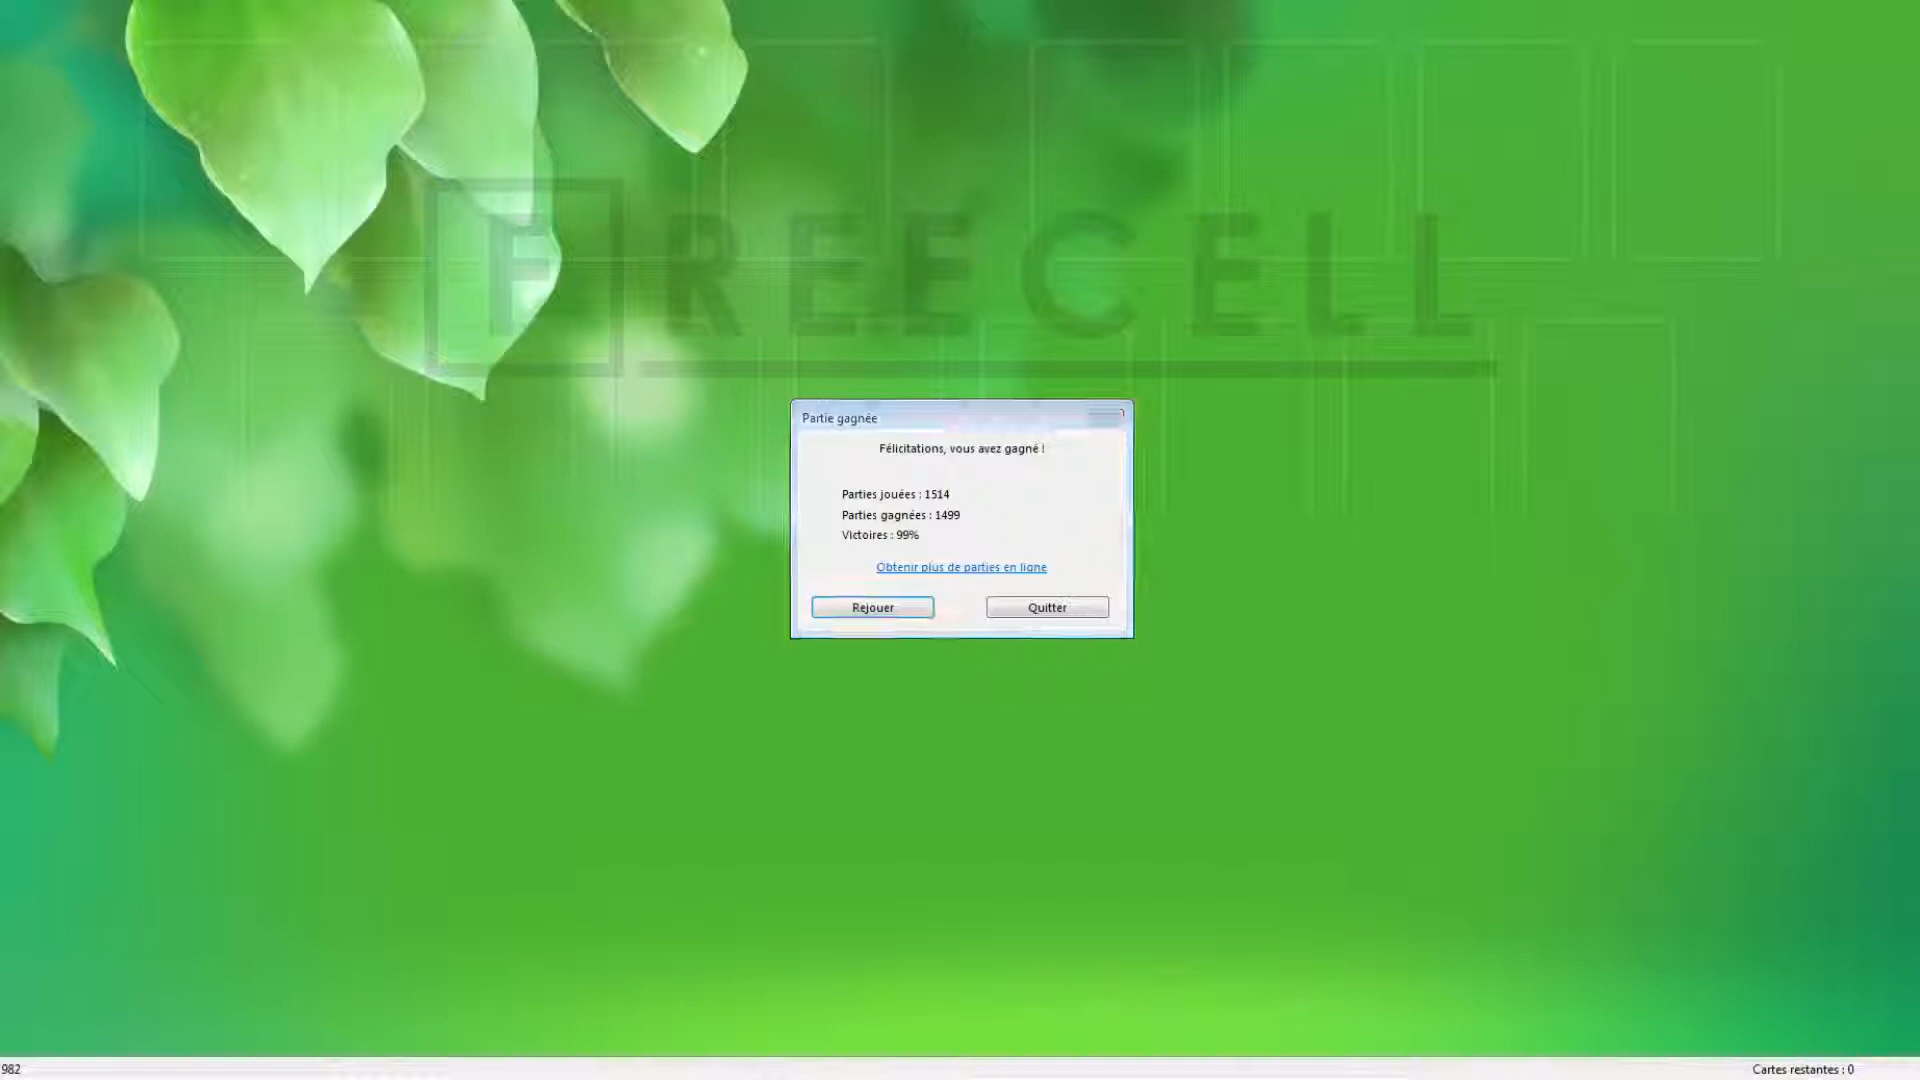 FREECELL
Partie gagnée
Félicitations, vous avez gagné !
Parties jouées : 1514
Parties gagnées : 1499
Victoires : 99%
Obtenir plus de parties en ligne
Rejouer
Quitter
982
Cartes restantes : 0